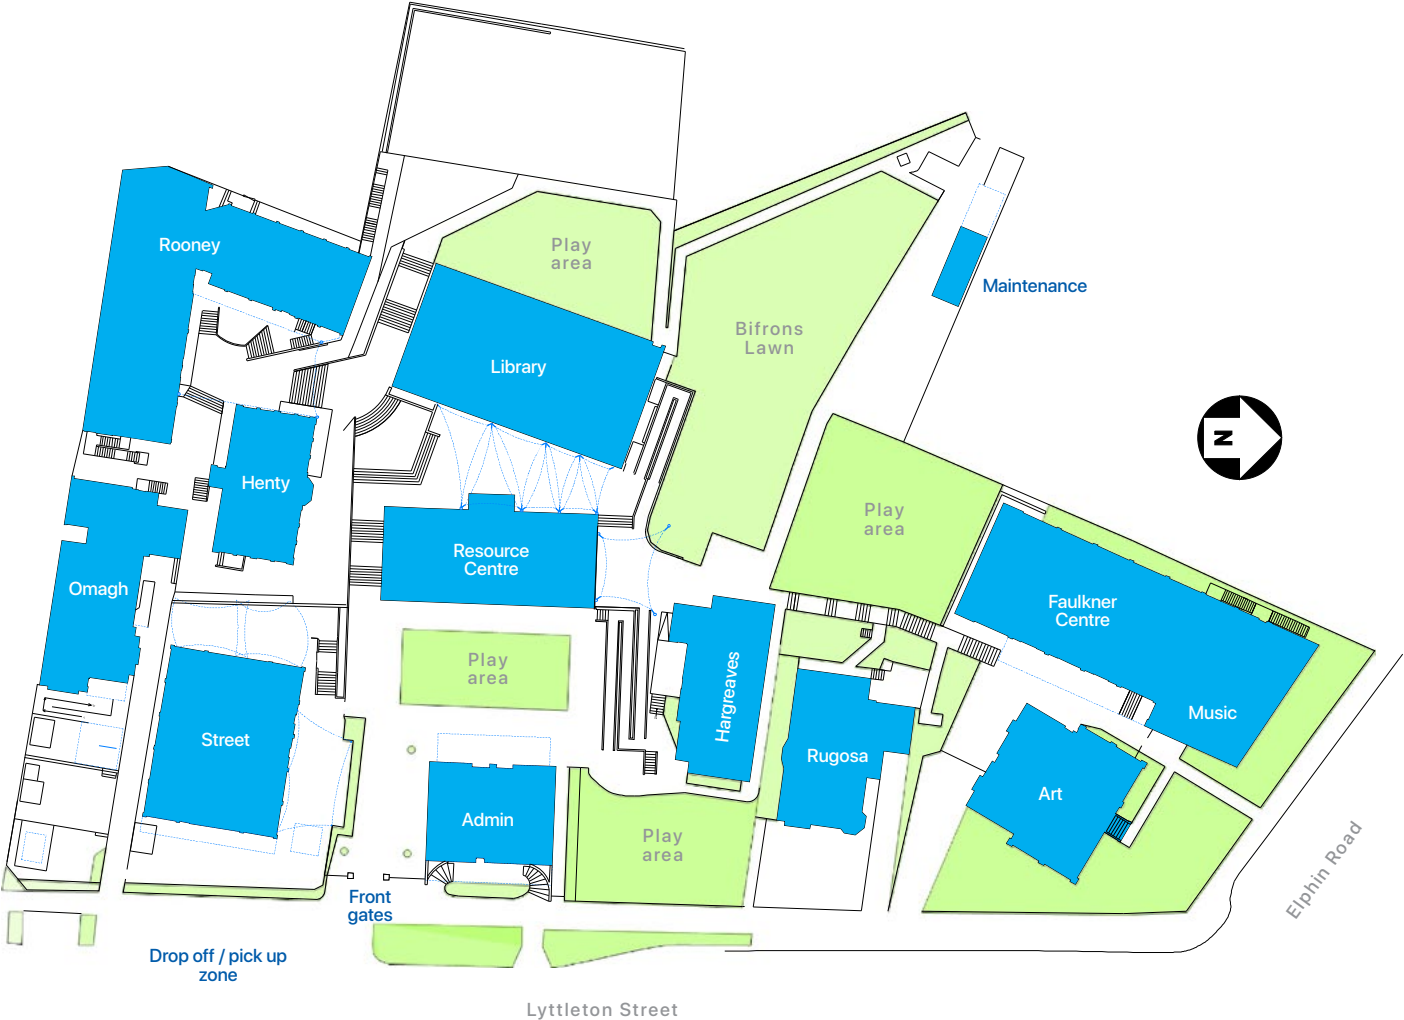 Rooney
Play
area
Maintenance
Bifrons
Lawn
Library
N
Henty
Play
area
Resource
Centre
Omagh
Faulkner
Centre
Play
area
Hargreaves
Street
Music
Rugosa
Art
Admin
Play
area
Elphin Road
Front
gates
Drop off / pick up
zone
Lyttleton Street